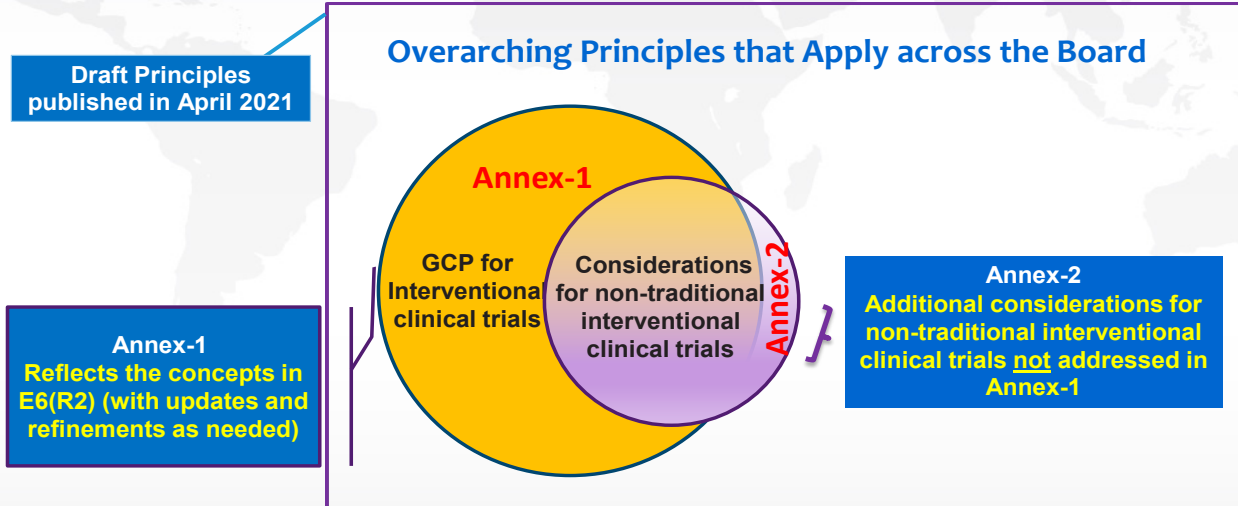 Overarching Principles that Apply across the Board
Draft Principles
published in April 2021
Annex-1
GCP for
Interventional
clinical trials
Considerations
for non-traditional
interventional
clinical trials
Annex-2
Annex-1
Reflects the concepts in
E6(R2) (with updates and
refinements as needed)
Annex-2
Additional considerations for
non-traditional interventional
clinical trials not addressed in
Annex-1